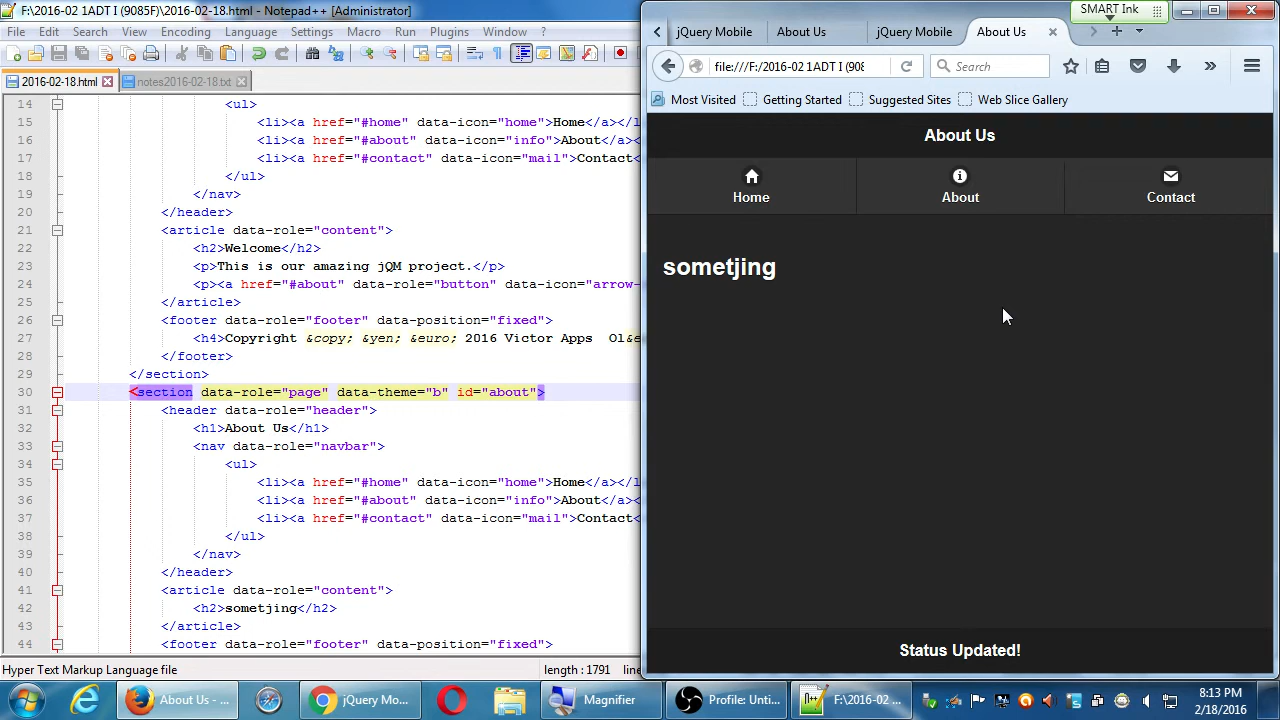 F:\2016-02 1ADT I (9085F)\2016-02-18.html - Notepad++ [Administrator]
SMART Ink
File Edit Search View Encoding Language Settings Macro Run Plugins Window ?
2016-02-18.html notes2016-02-18.txt
14 <ul>
15 <li><a href="#home" data-icon="home">Home</a></l
16 <li><a href="#about" data-icon="info">About</a><
17 <li><a href="#contact" data-icon="mail">Contact<
18 </ul>
19 </nav>
20 </header>
21 <article data-role="content">
22 <h2>Welcome</h2>
23 <p>This is our amazing jQM project.</p>
24 <p><a href="#about" data-role="button" data-icon="arrow-
25 </article>
26 <footer data-role="footer" data-position="fixed">
27 <h4>Copyright &copy; &yen; &euro; 2016 Victor Apps Ol&e
28 </footer>
29 </section>
30 <section data-role="page" data-theme="b" id="about">
31 <header data-role="header">
32 <h1>About Us</h1>
33 <nav data-role="navbar">
34 <ul>
35 <li><a href="#home" data-icon="home">Home</a></l
36 <li><a href="#about" data-icon="info">About</a><
37 <li><a href="#contact" data-icon="mail">Contact<
38 </ul>
39 </nav>
40 </header>
41 <article data-role="content">
42 <h2>sometjing</h2>
43 </article>
44 <footer data-role="footer" data-position="fixed">
Hyper Text Markup Language file length : 1791 line
jQuery Mobile About Us jQuery Mobile About Us
file:///F:/2016-02 1ADT I (908 Search
Most Visited Getting Started Suggested Sites Web Slice Gallery
About Us
Home About Contact
sometjing
Status Updated!
About Us - ... jQuery Mo... Magnifier Profile: Unti... F:\2016-02 ...
8:13 PM
2/18/2016